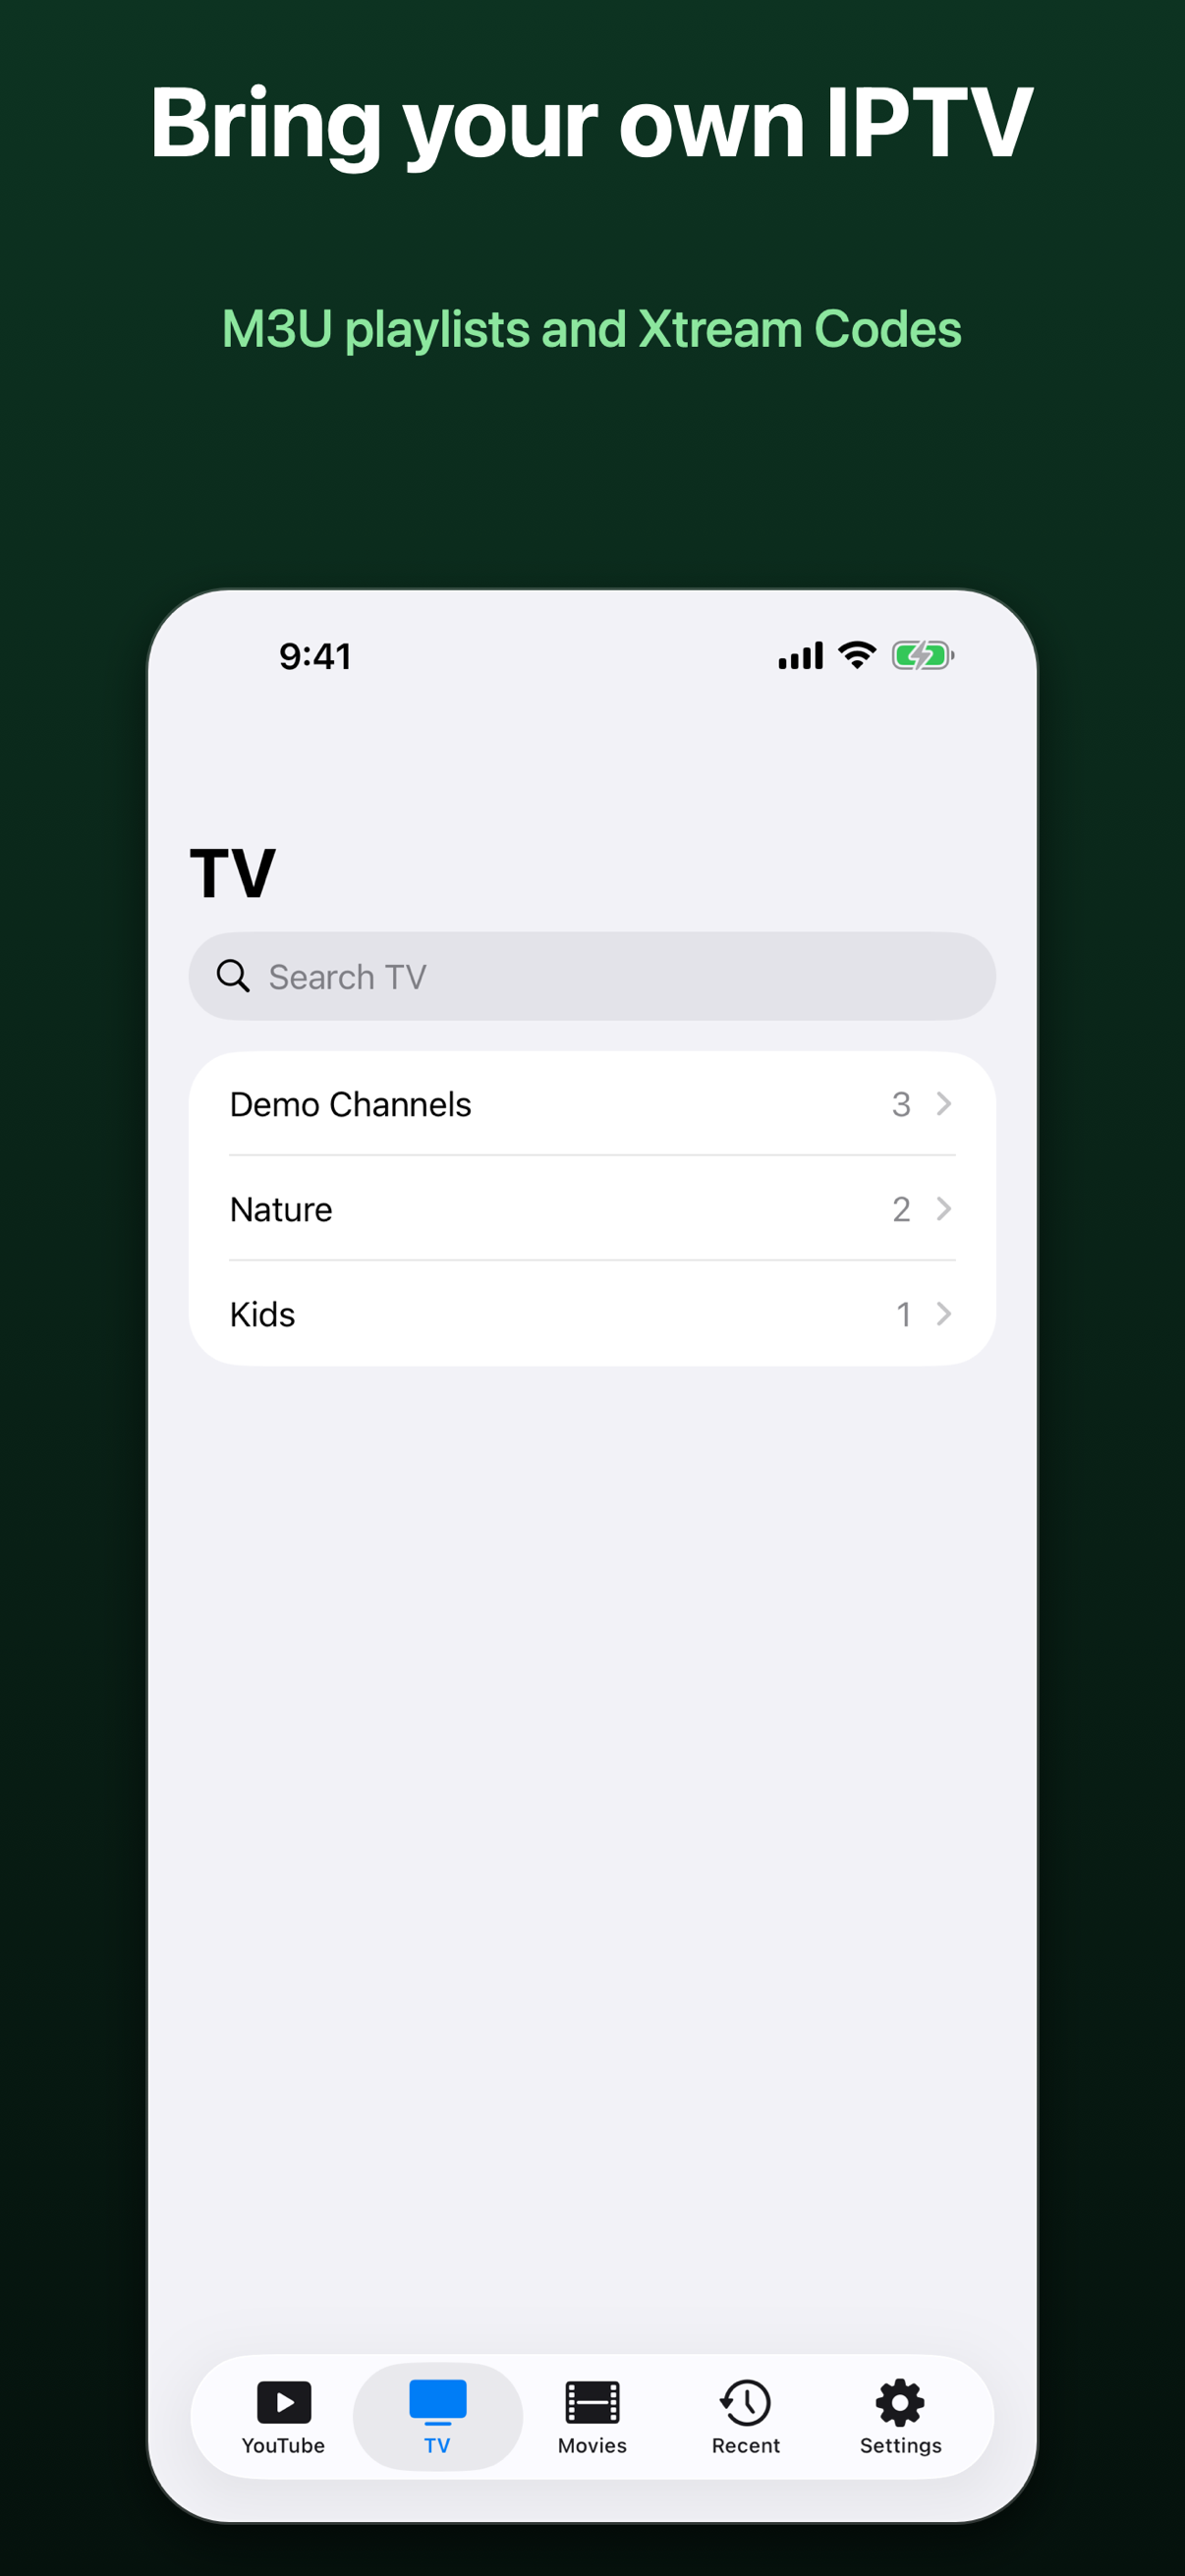 Bring your own IPTV
M3U playlists and Xtream Codes
9:41
TV
Search TV
Demo Channels 3
Nature 2
Kids 1
YouTube TV Movies Recent Settings